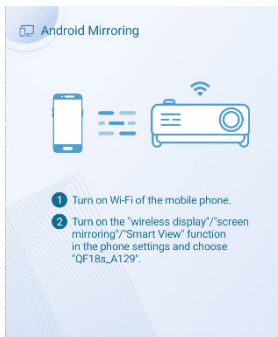 Android Mirroring
1 Turn on Wi-Fi of the mobile phone.
2 Turn on the "wireless display"/"screen
mirroring"/"Smart View" function
in the phone settings and choose
"QF18s_A129".